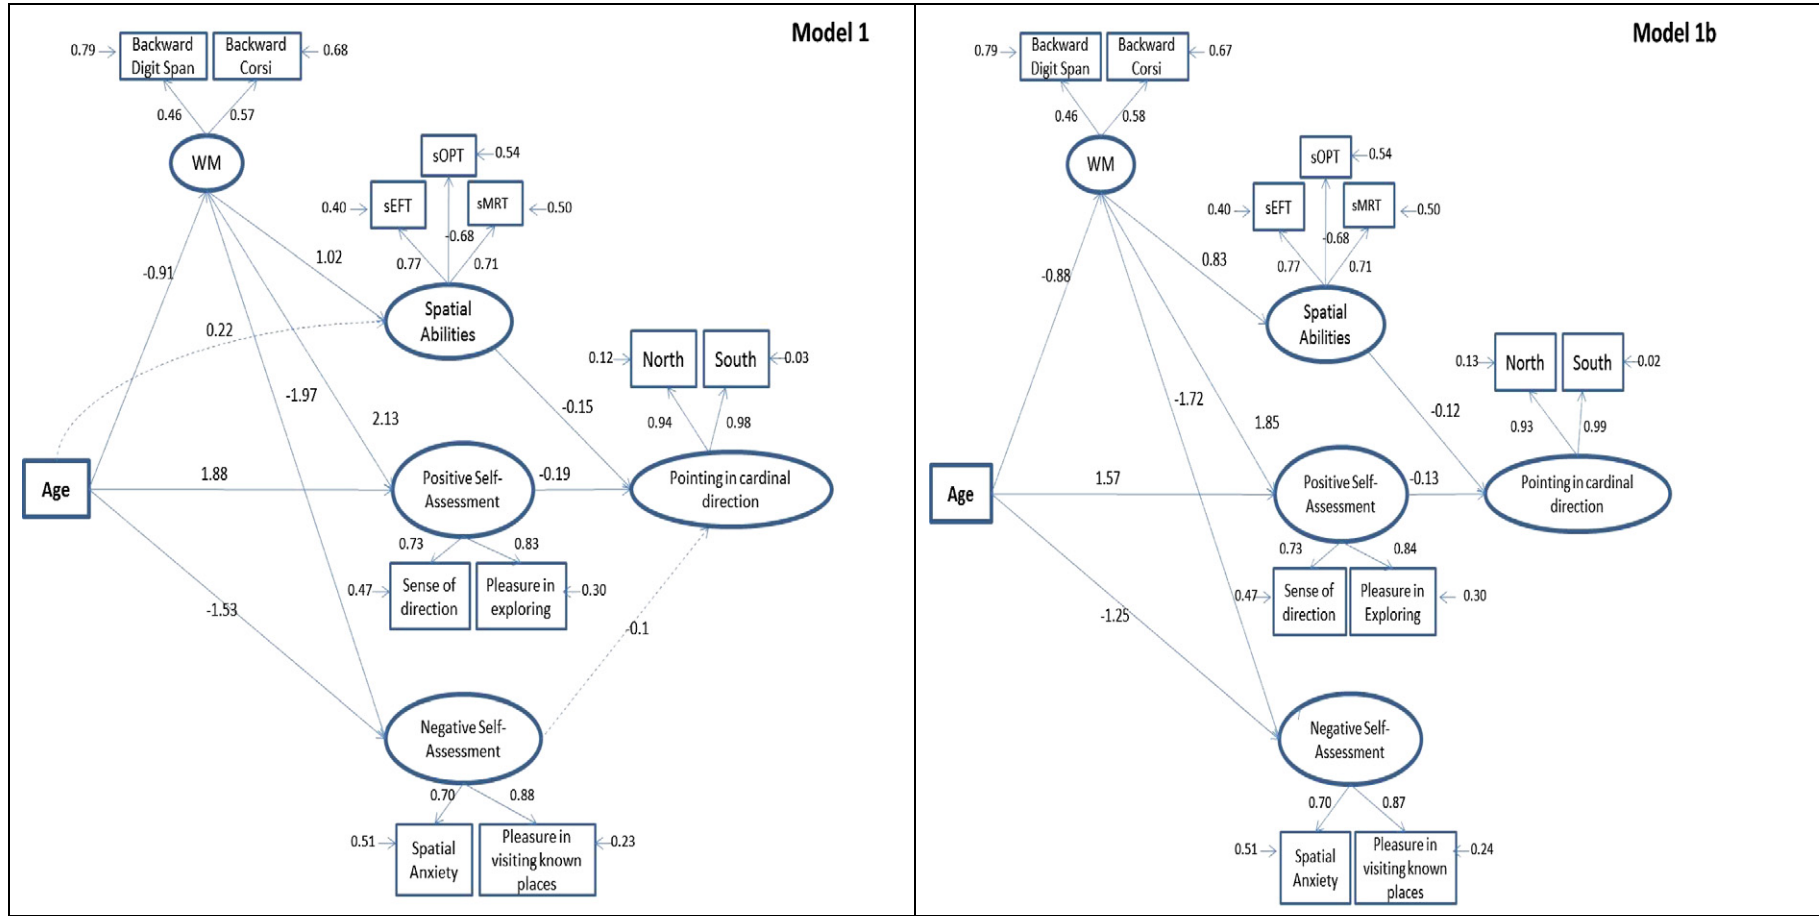 Model 1
0.79
Backward
Digit Span
Backward
Corsi
0.68
0.46
0.57
WM
sOPT
0.54
0.40
sEFT
sMRT
0.50
-0.68
0.77
0.71
-0.91
1.02
0.22
Spatial
Abilities
0.12
North
South
0.03
-1.97
2.13
-0.15
0.94
0.98
Age
1.88
Positive Self-
Assessment
-0.19
Pointing in cardinal
direction
0.73
0.83
0.47
Sense of
direction
Pleasure in
exploring
0.30
-1.53
-0.1
Negative Self-
Assessment
0.70
0.88
0.51
Spatial
Anxiety
Pleasure in
visiting known
places
0.23
Model 1b
0.79
Backward
Digit Span
Backward
Corsi
0.67
0.46
0.58
WM
sOPT
0.54
0.40
sEFT
sMRT
0.50
-0.68
0.77
0.71
-0.88
0.83
Spatial
Abilities
0.13
North
South
0.02
-1.72
1.85
-0.12
0.93
0.99
Age
1.57
Positive Self-
Assessment
-0.13
Pointing in cardinal
direction
0.73
0.84
0.47
Sense of
direction
Pleasure in
Exploring
0.30
-1.25
Negative Self-
Assessment
0.70
0.87
0.51
Spatial
Anxiety
Pleasure in
visiting known
places
0.24